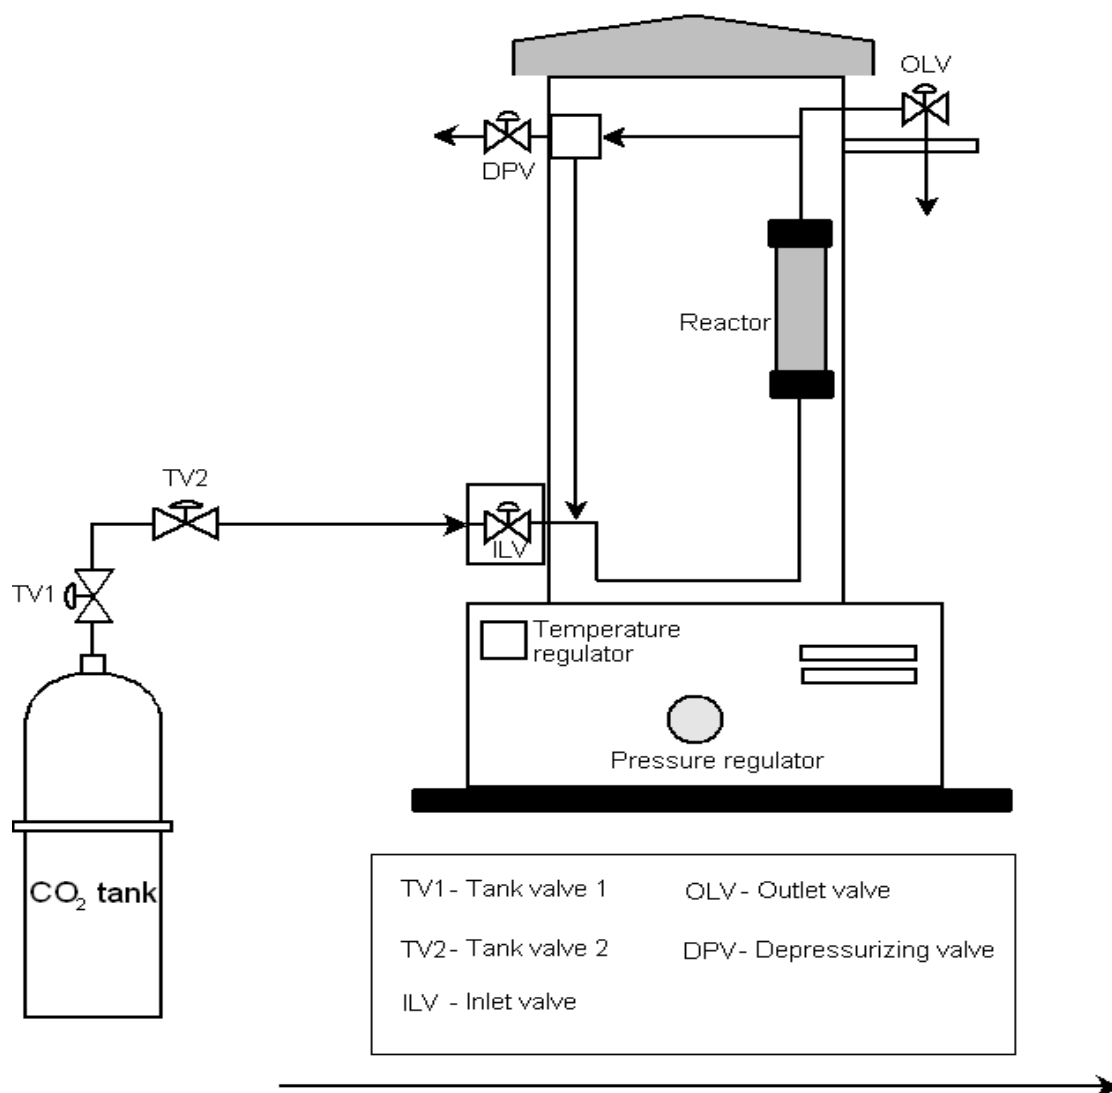 OLV
DPV
Reactor
TV2
ILV
TV1
Temperature
regulator
Pressure regulator
CO₂ tank
TV1 - Tank valve 1
OLV - Outlet valve
TV2 - Tank valve 2
DPV - Depressurizing valve
ILV - Inlet valve